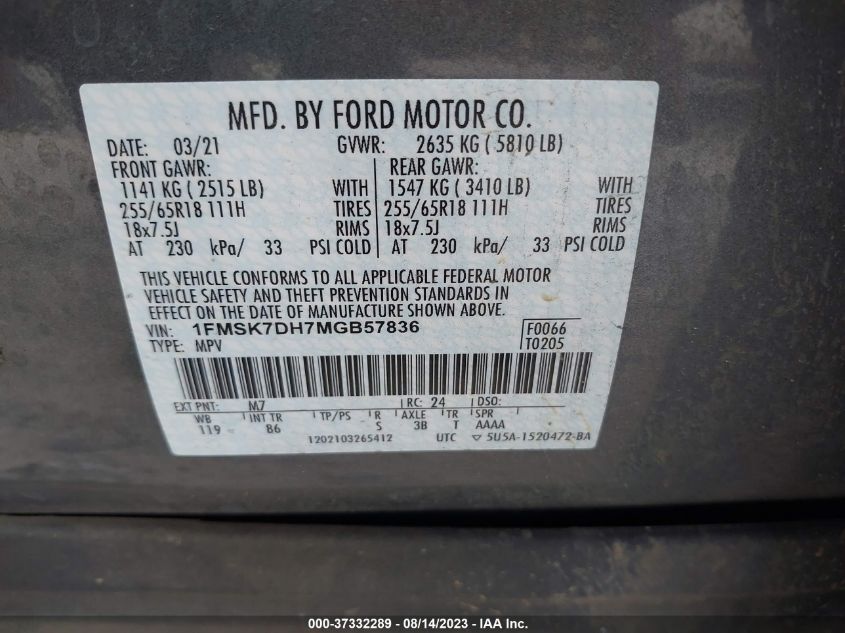 MFD. BY FORD MOTOR CO.
DATE: 03/21 GVWR: 2635 KG ( 5810 LB)
FRONT GAWR: REAR GAWR:
1141 KG ( 2515 LB) WITH 1547 KG ( 3410 LB) WITH
255/65R18 111H TIRES 255/65R18 111H TIRES
18x7.5J RIMS 18x7.5J RIMS
AT 230 kPa/ 33 PSI COLD AT 230 kPa/ 33 PSI COLD
THIS VEHICLE CONFORMS TO ALL APPLICABLE FEDERAL MOTOR
VEHICLE SAFETY AND THEFT PREVENTION STANDARDS IN
EFFECT ON THE DATE OF MANUFACTURE SHOWN ABOVE.
VIN: 1FMSK7DH7MGB57836 F0066
TYPE: MPV T0205
EXT PNT: M7 RC: 24 DSO:
WB INT TR TP/PS R AXLE TR SPR
119 B6 S 3B T AAAA
1202103265412 UTC ▽ 5U5A-1520472-BA
000-37332289 - 08/14/2023 - IAA Inc.